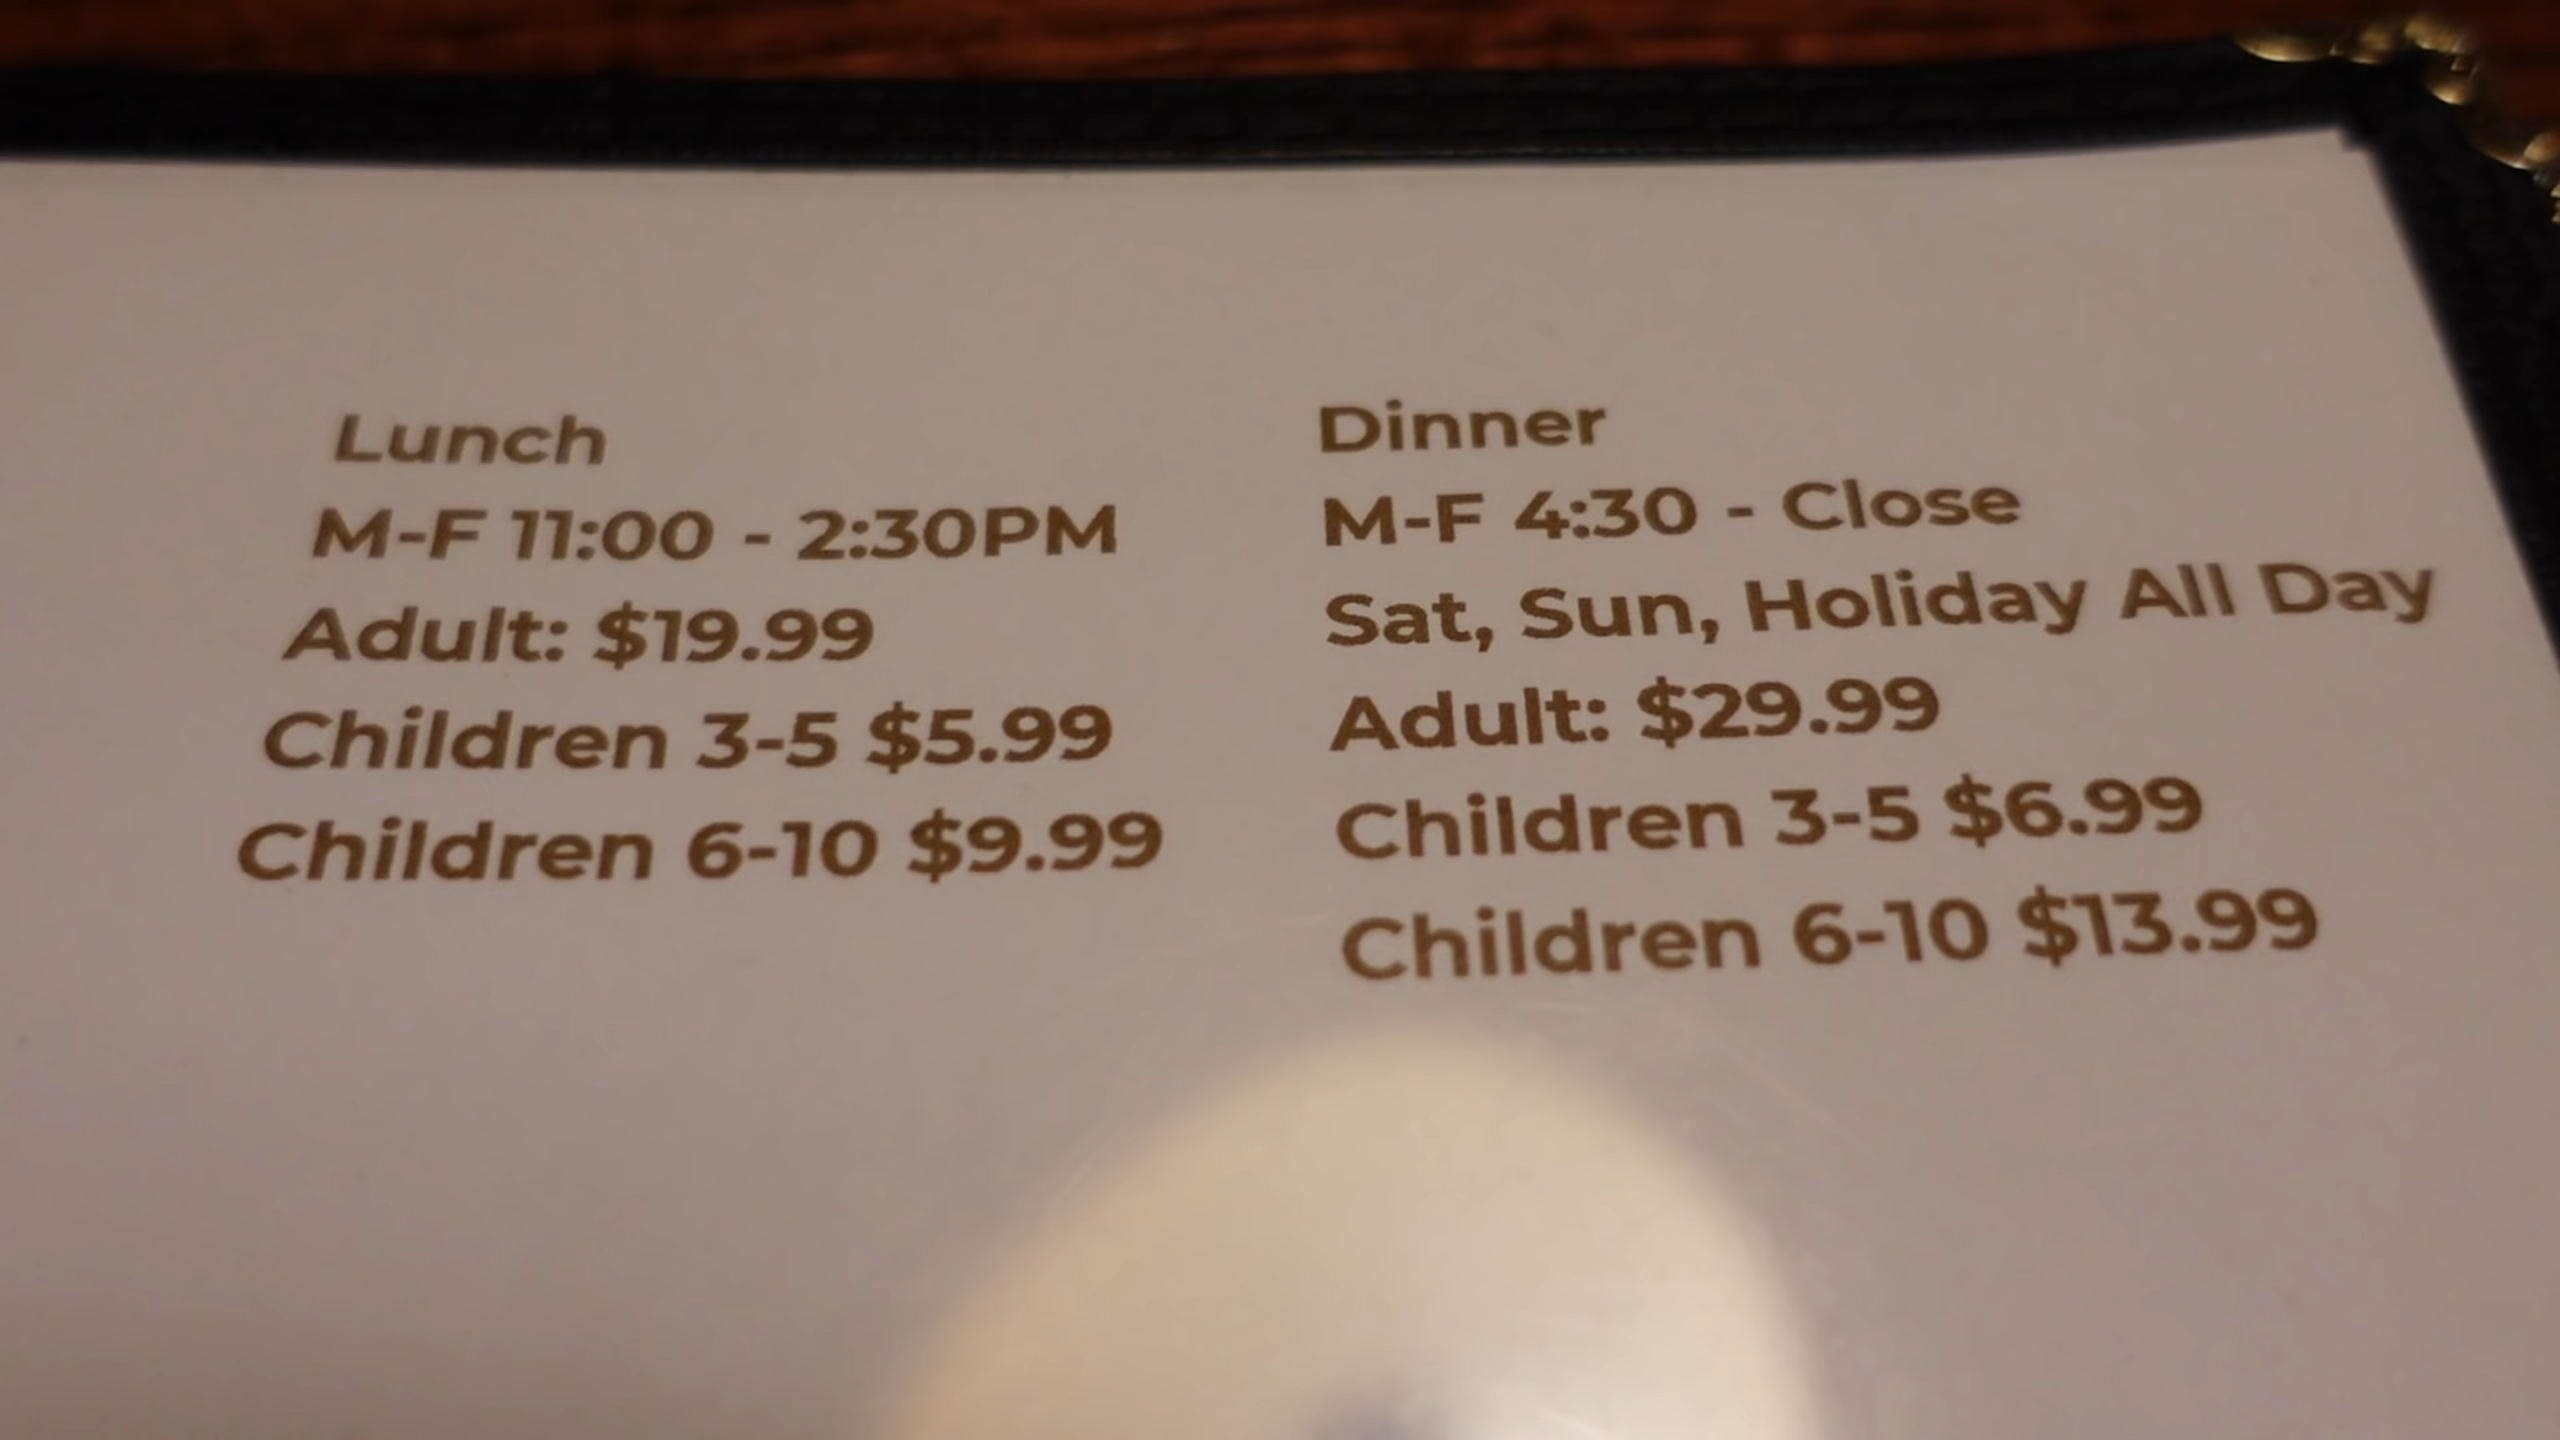 Lunch
M-F 11:00 - 2:30PM
Adult: $19.99
Children 3-5 $5.99
Children 6-10 $9.99
Dinner
M-F 4:30 - Close
Sat, Sun, Holiday All Day
Adult: $29.99
Children 3-5 $6.99
Children 6-10 $13.99